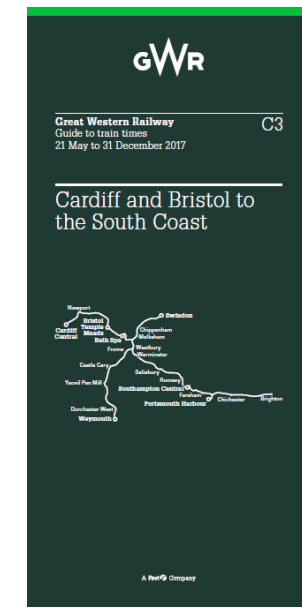 GWR
Great Western Railway
C3
Guide to train times
21 May to 31 December 2017
Cardiff and Bristol to
the South Coast
Newport
Swindon
Bristol
Temple
Meads
Cardiff
Central
Chippenham
Melksham
Bath Spa
Frome
Westbury
Warminster
Castle Cary
Salisbury
Yeovil Pen Mill
Romsey
Southampton Central
Fareham
Portsmouth Harbour
Chichester
Brighton
Dorchester West
Weymouth
A First Company